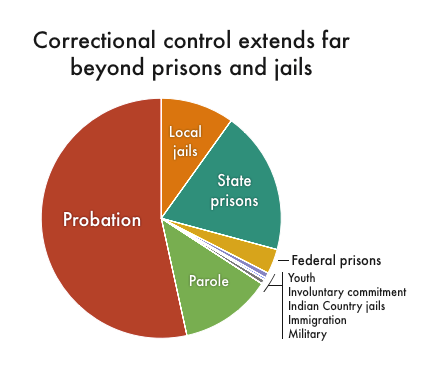 Correctional control extends far
beyond prisons and jails
Local
jails
State
prisons
Probation
Federal prisons
Parole
Youth
Involuntary commitment
Indian Country jails
Immigration
Military